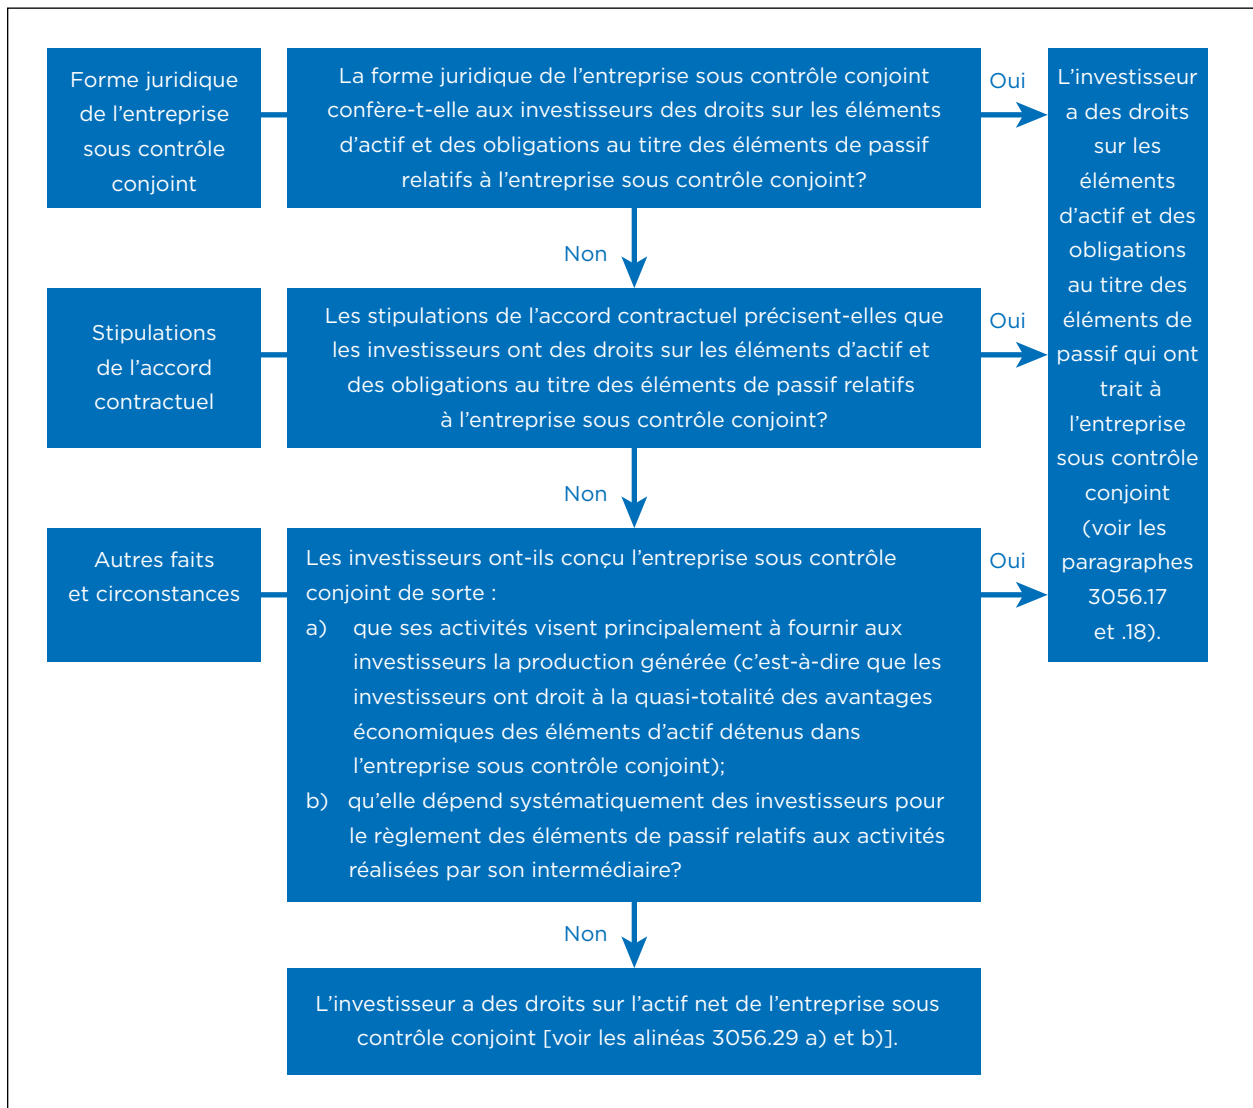 Forme juridique
de l’entreprise
sous contrôle
conjoint
La forme juridique de l’entreprise sous contrôle conjoint
confère-t-elle aux investisseurs des droits sur les éléments
d’actif et des obligations au titre des éléments de passif
relatifs à l’entreprise sous contrôle conjoint?
Oui
Non
Stipulations
de l’accord
contractuel
Les stipulations de l’accord contractuel précisent-elles que
les investisseurs ont des droits sur les éléments d’actif et
des obligations au titre des éléments de passif relatifs
à l’entreprise sous contrôle conjoint?
Oui
Non
Autres faits
et circonstances
Les investisseurs ont-ils conçu l’entreprise sous contrôle
conjoint de sorte :
a) que ses activités visent principalement à fournir aux
investisseurs la production générée (c’est-à-dire que les
investisseurs ont droit à la quasi-totalité des avantages
économiques des éléments d’actif détenus dans
l’entreprise sous contrôle conjoint);
b) qu’elle dépend systématiquement des investisseurs pour
le règlement des éléments de passif relatifs aux activités
réalisées par son intermédiaire?
Oui
Non
L’investisseur
a des droits
sur les
éléments
d’actif et des
obligations
au titre des
éléments de
passif qui ont
trait à
l’entreprise
sous contrôle
conjoint
(voir les
paragraphes
3056.17
et .18).
L’investisseur a des droits sur l’actif net de l’entreprise sous
contrôle conjoint [voir les alinéas 3056.29 a) et b)].